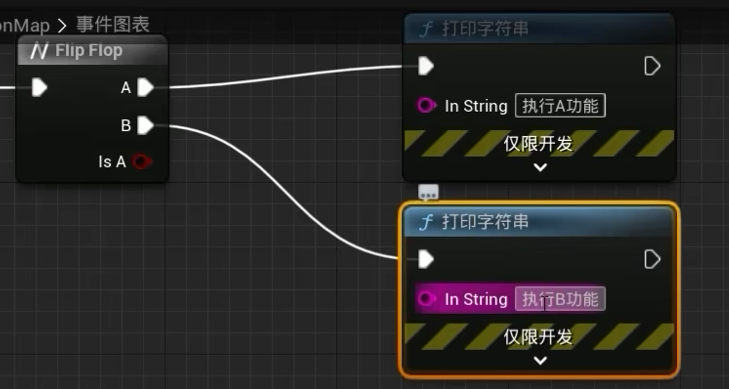 onMap > 事件图表
Flip Flop
A
B
Is A
打印字符串
In String 执行A功能
仅限开发
打印字符串
In String 执行B功能
仅限开发